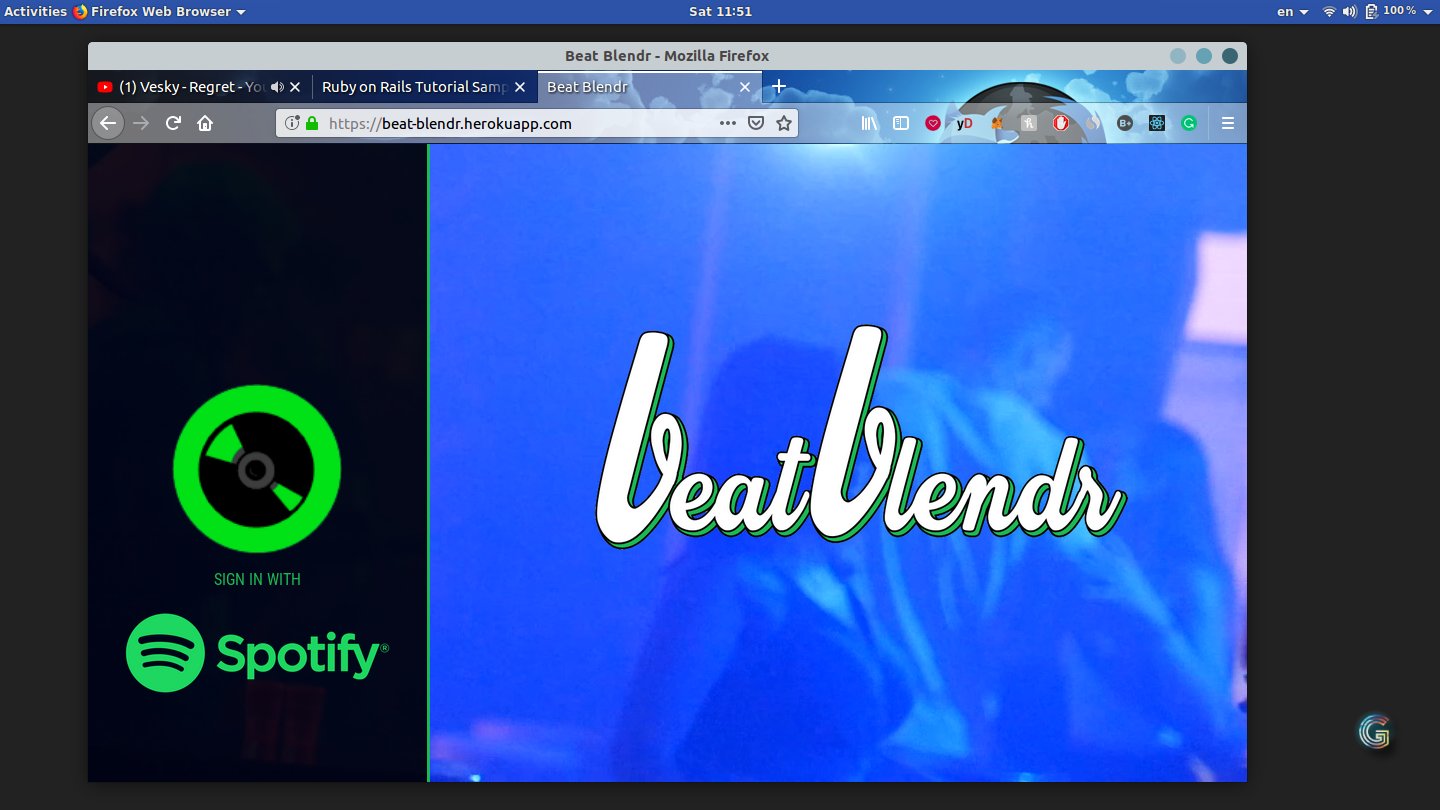 Activities Firefox Web Browser Sat 11:51 en 100 %
Beat Blendr - Mozilla Firefox
(1) Vesky - Regret - You Ruby on Rails Tutorial Samp Beat Blendr
https://beat-blendr.herokuapp.com yD B+
beatblendr
SIGN IN WITH
Spotify®
G